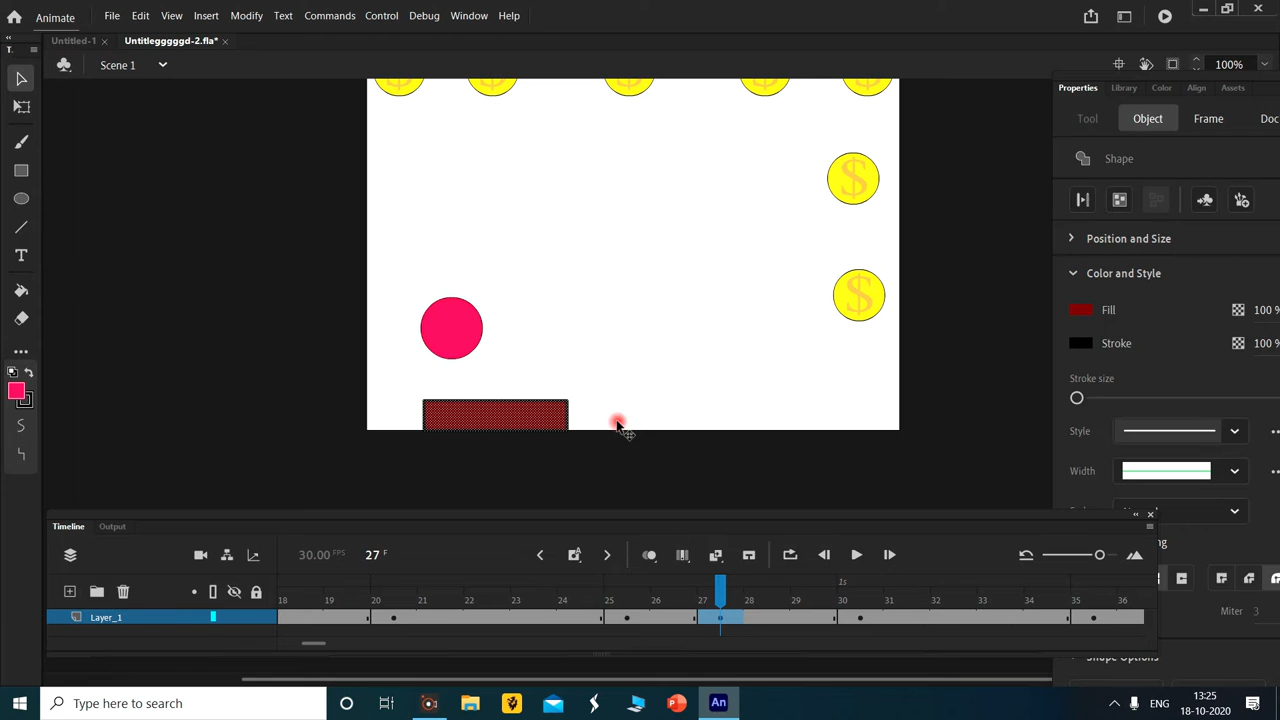 Animate File Edit View Insert Modify Text Commands Control Debug Window Help
Untitled-1 × Untitleggggggd-2.fla* ×
Scene 1 100%
T.. Properties Library Color Align Assets
Tool Object Frame Doc
$ $ $ $ $
Shape
$
Position and Size
Color and Style
$
Fill 100 %
Stroke 100 %
Stroke size
Style
Width
Timeline Output
30.00 FPS 27 F
1s
18 19 20 21 22 23 24 25 26 27 28 29 30 31 32 33 34 35 36
Layer_1
Miter 3
Type here to search
An
ENG
13:25
18-10-2020